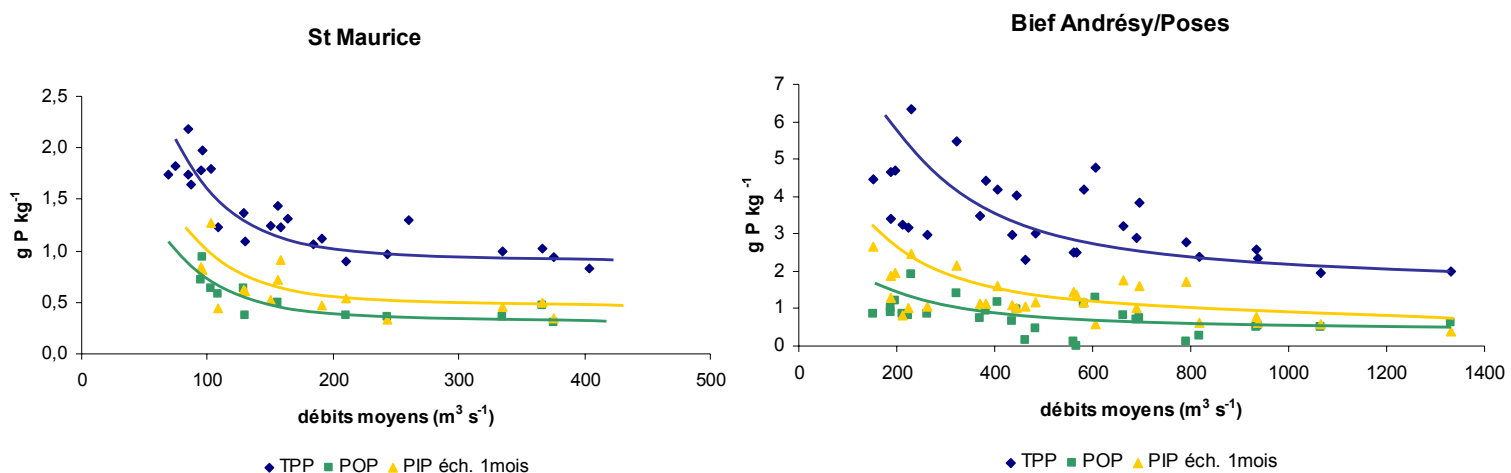 St Maurice
g P kg-1
2,5
2,0
1,5
1,0
0,5
0,0
0 100 200 300 400 500
débits moyens (m3 s-1)
TPP POP PIP éch. 1mois
Bief Andrésy/Poses
g P kg -1
7
6
5
4
3
2
1
0
0 200 400 600 800 1000 1200 1400
débits moyens (m3 s-1)
TPP POP PIP éch. 1mois